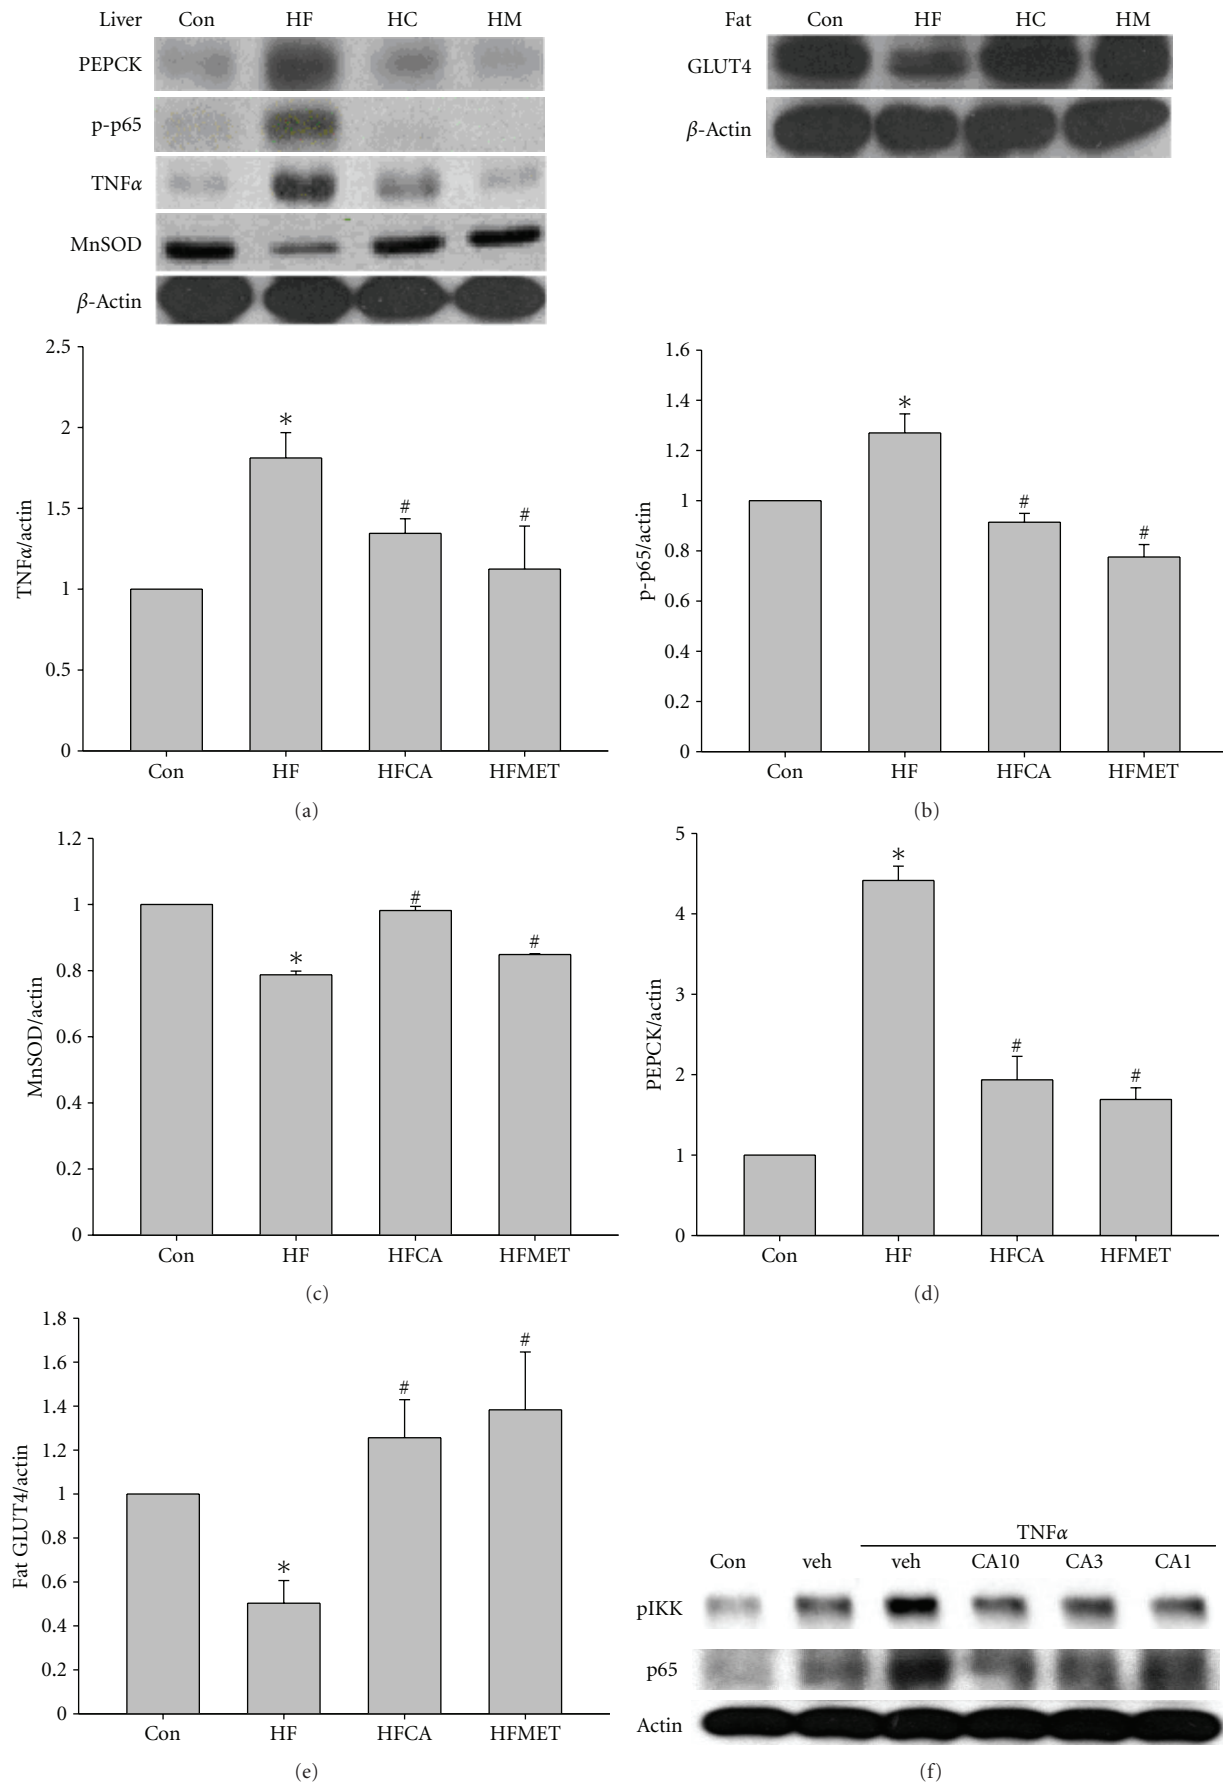 Liver Con HF HC HM
PEPCK
p-p65
TNFα
MnSOD
β-Actin
Fat Con HF HC HM
GLUT4
β-Actin
2.5
2
1.5
1
0.5
0
TNFα/actin
*
#
#
Con HF HFCA HFMET
(a)
1.6
1.4
1.2
1
0.8
0.6
0.4
0.2
0
p-p65/actin
*
#
#
Con HF HFCA HFMET
(b)
1.2
1
0.8
0.6
0.4
0.2
0
MnSOD/actin
*
#
#
Con HF HFCA HFMET
(c)
5
4
3
2
1
0
PEPCK/actin
*
#
#
Con HF HFCA HFMET
(d)
1.8
1.6
1.4
1.2
1
0.8
0.6
0.4
0.2
0
Fat GLUT4/actin
*
#
#
Con HF HFCA HFMET
(e)
TNFα
Con veh veh CA10 CA3 CA1
pIKK
p65
Actin
(f)